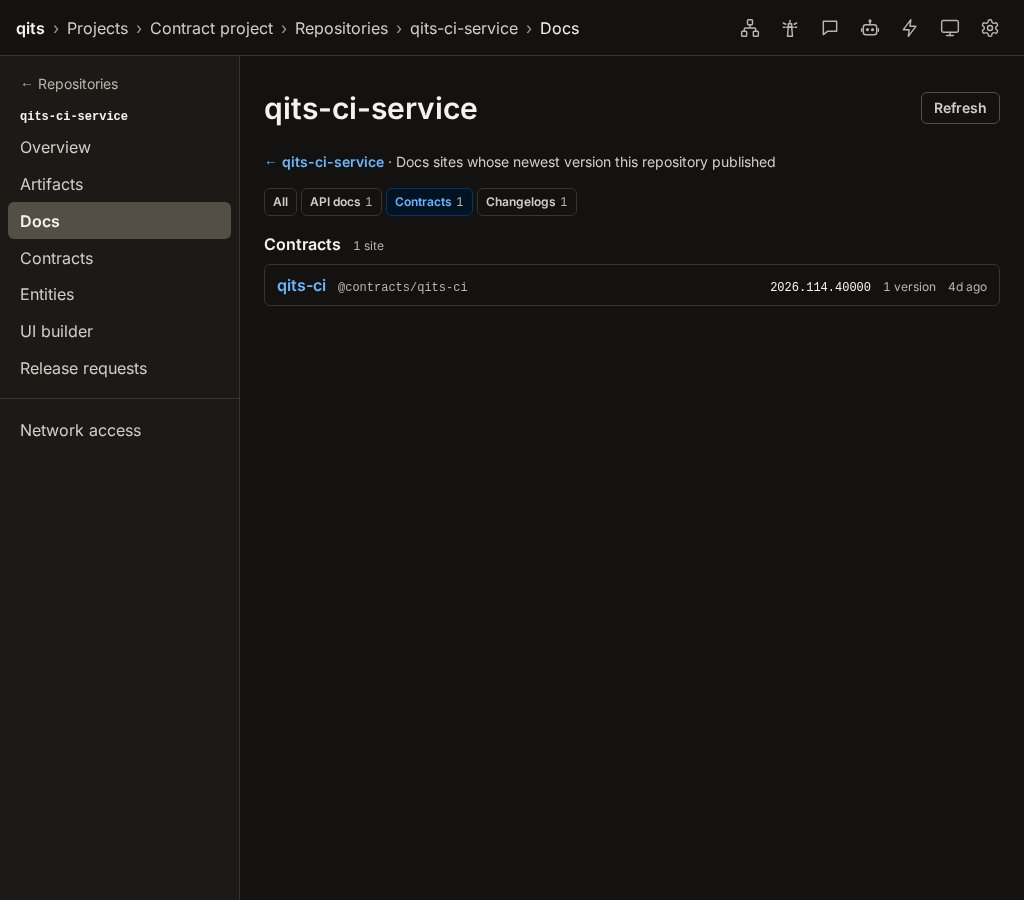 qits › Projects › Contract project › Repositories › qits-ci-service › Docs
← Repositories
qits-ci-service
Overview
Artifacts
Docs
Contracts
Entities
UI builder
Release requests
Network access
qits-ci-service
Refresh
← qits-ci-service · Docs sites whose newest version this repository published
All
API docs 1
Contracts 1
Changelogs 1
Contracts 1 site
qits-ci @contracts/qits-ci 2026.114.40000 1 version 4d ago